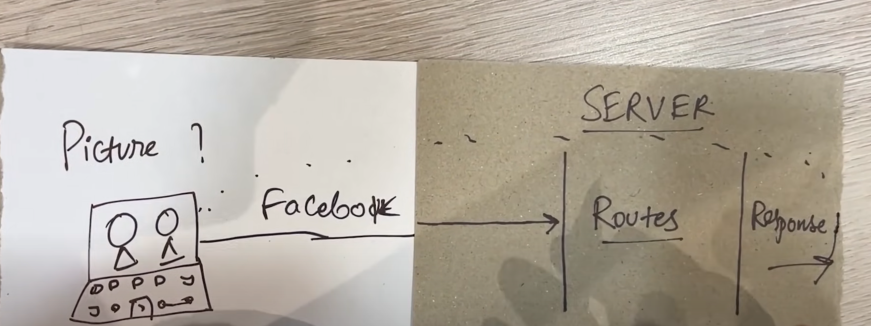 Picture ?
SERVER
Facebook
Routes
Response